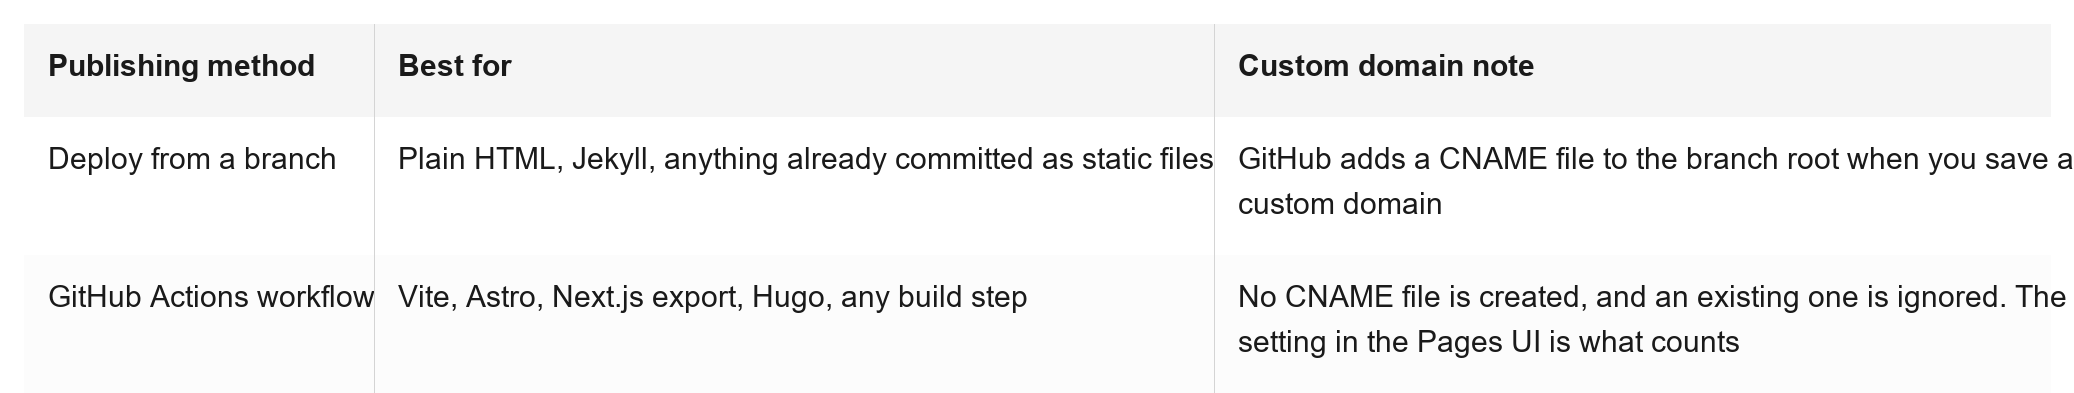 Publishing method Best for Custom domain note
Deploy from a branch Plain HTML, Jekyll, anything already committed as static files GitHub adds a CNAME file to the branch root when you save a
custom domain
GitHub Actions workflow Vite, Astro, Next.js export, Hugo, any build step No CNAME file is created, and an existing one is ignored. The
setting in the Pages UI is what counts